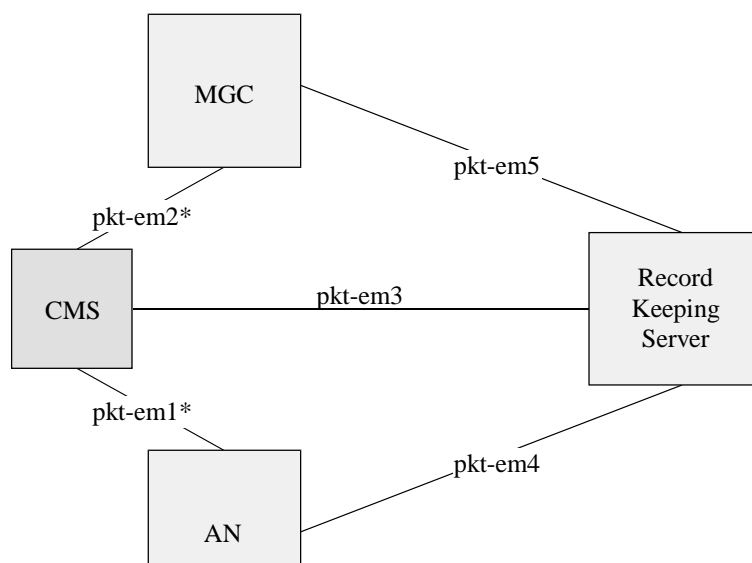 MGC
pkt-em5
pkt-em2*
Record
Keeping
Server
CMS
pkt-em3
pkt-em1*
pkt-em4
AN